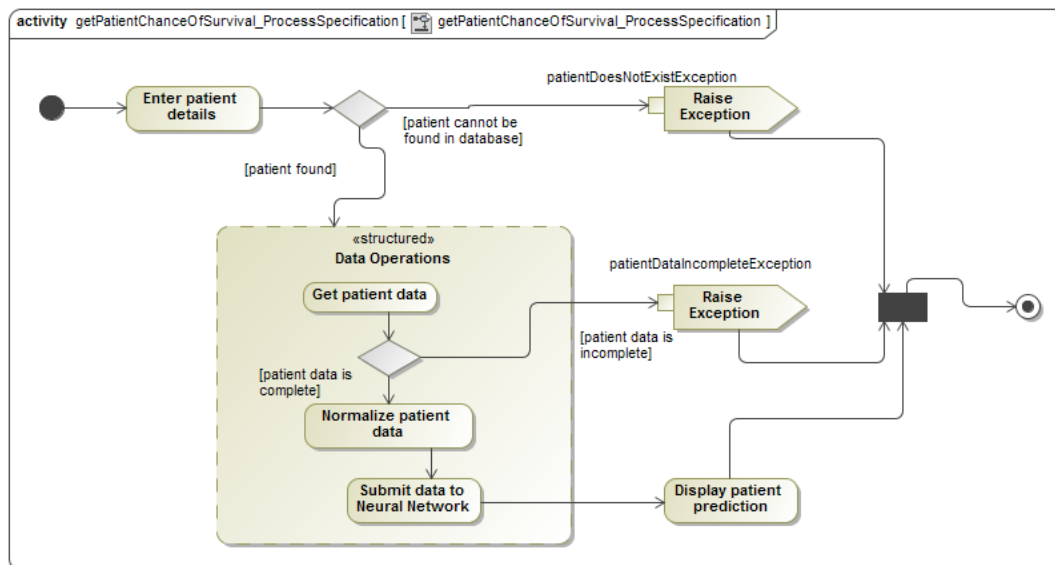 activity getPatientChanceOfSurvival_ProcessSpecification [ getPatientChanceOfSurvival_ProcessSpecification ]
patientDoesNotExistException
Enter patient
details
Raise
Exception
[patient cannot be
found in database]
[patient found]
«structured»
Data Operations
patientDataIncompleteException
Get patient data
Raise
Exception
[patient data is
incomplete]
[patient data is
complete]
Normalize patient
data
Submit data to
Neural Network
Display patient
prediction